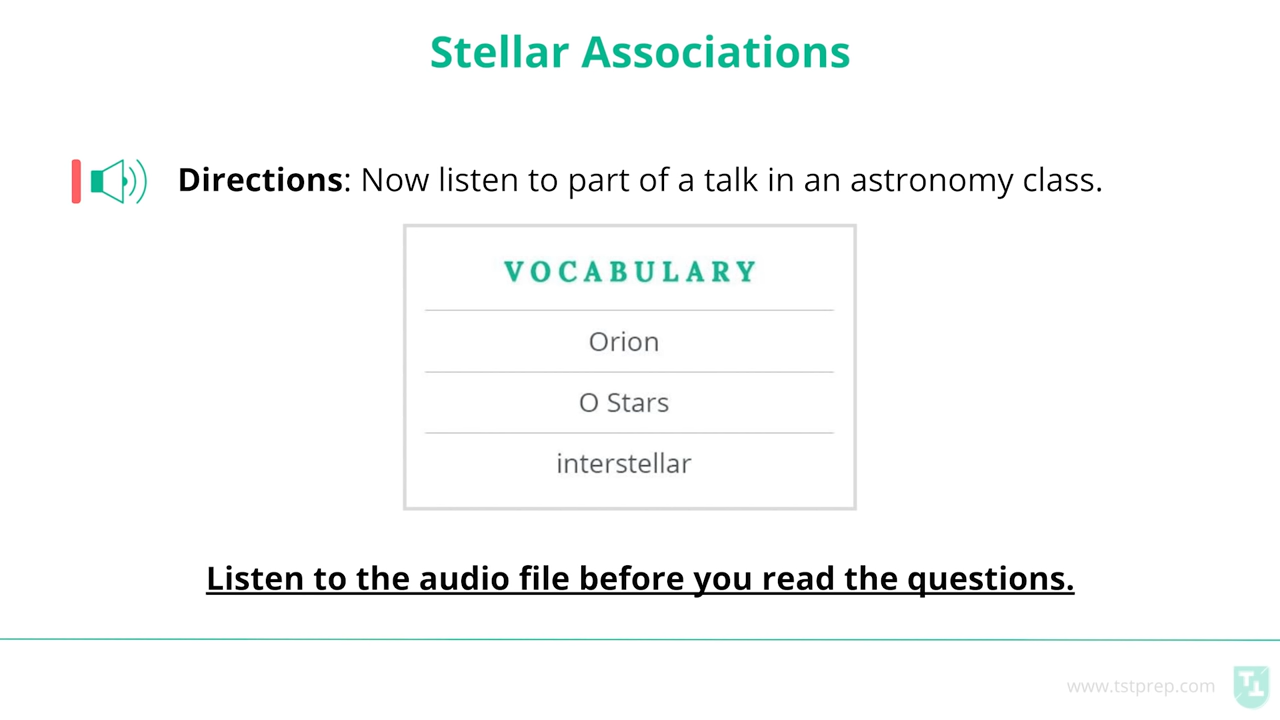 Stellar Associations
Directions: Now listen to part of a talk in an astronomy class.
VOCABULARY
Orion
O Stars
interstellar
Listen to the audio file before you read the questions.
www.tstprep.com